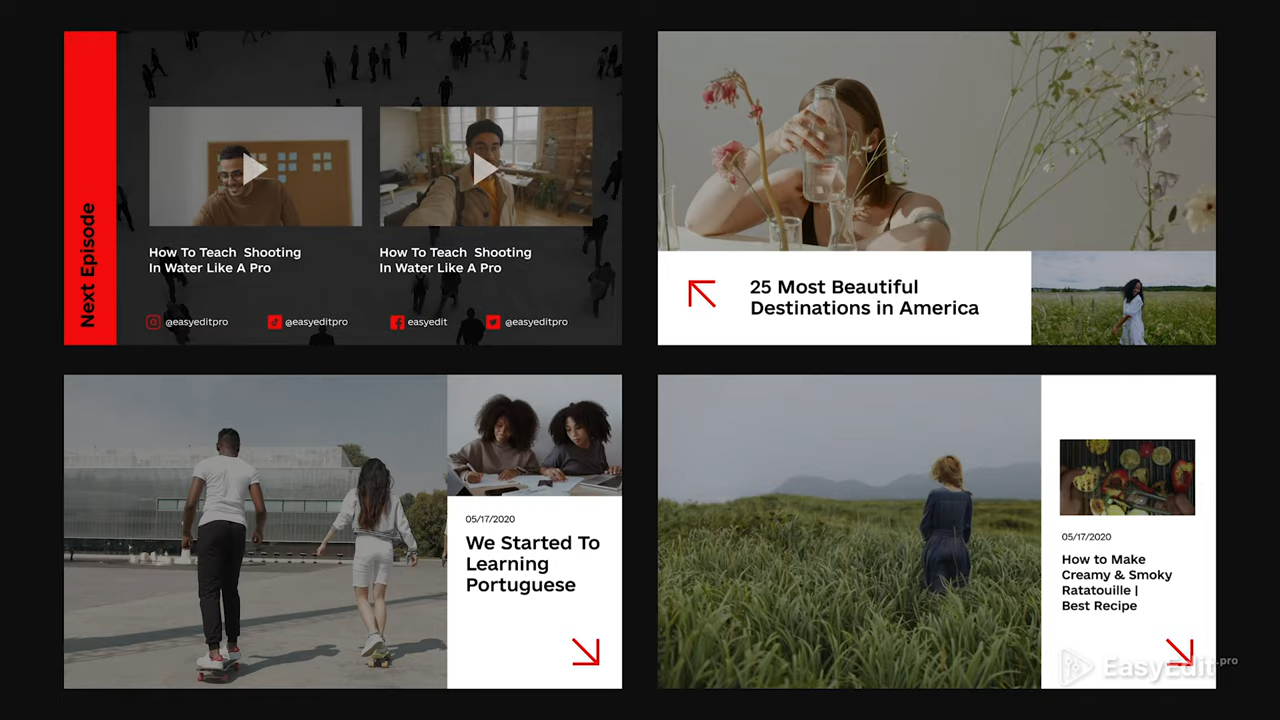 Next Episode
How To Teach  Shooting
In Water Like A Pro
How To Teach  Shooting
In Water Like A Pro
@easyeditpro
@easyeditpro
easyedit
@easyeditpro
25 Most Beautiful
Destinations in America
05/17/2020
We Started To
Learning
Portuguese
05/17/2020
How to Make
Creamy & Smoky
Ratatouille |
Best Recipe
EasyEdit.pro